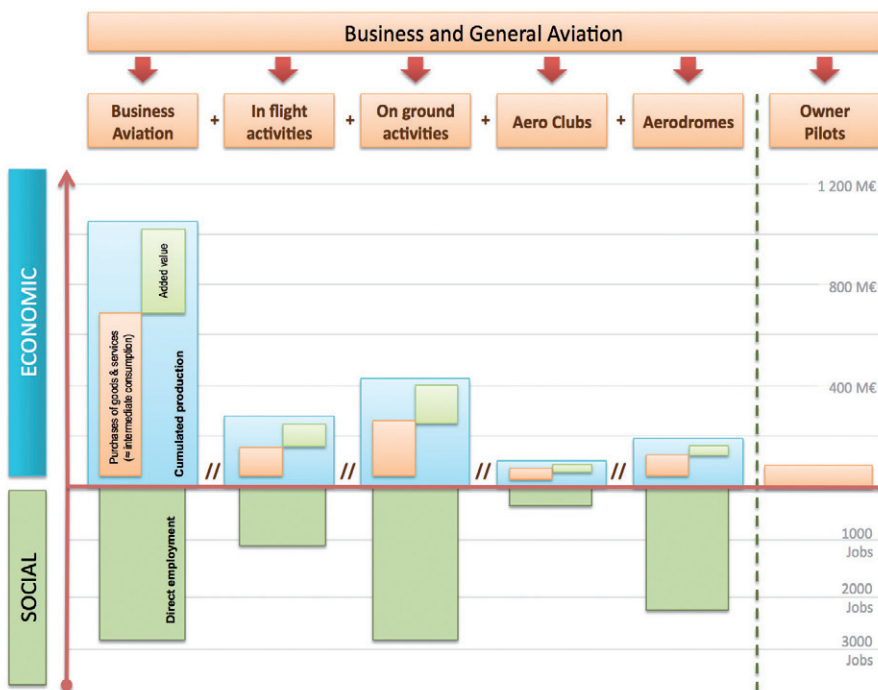 Business and General Aviation
Business
Aviation
+
In flight
activities
+
On ground
activities
+
Aero Clubs
+
Aerodromes
Owner
Pilots
ECONOMIC
1 200 M€
800 M€
400 M€
Purchases of goods & services
(≈ intermediate consumption)
Added value
Cumulated production
//
//
//
//
SOCIAL
Direct employment
1000
Jobs
2000
Jobs
3000
Jobs